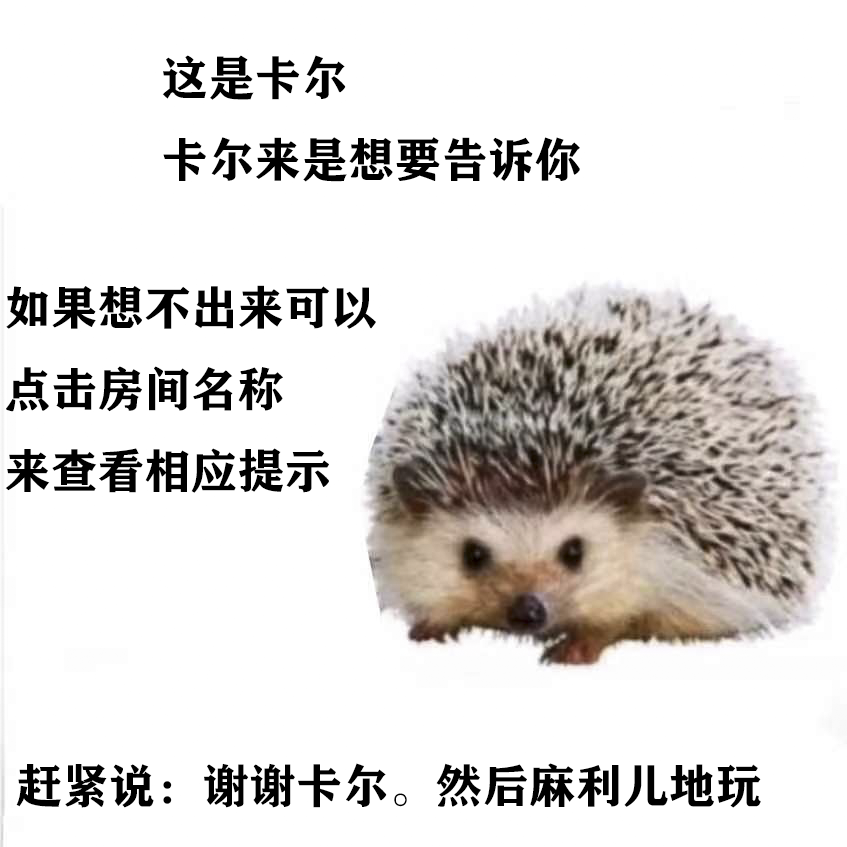 这是卡尔
卡尔来是想要告诉你
如果想不出来可以
点击房间名称
来查看相应提示
赶紧说：谢谢卡尔。然后麻利儿地玩